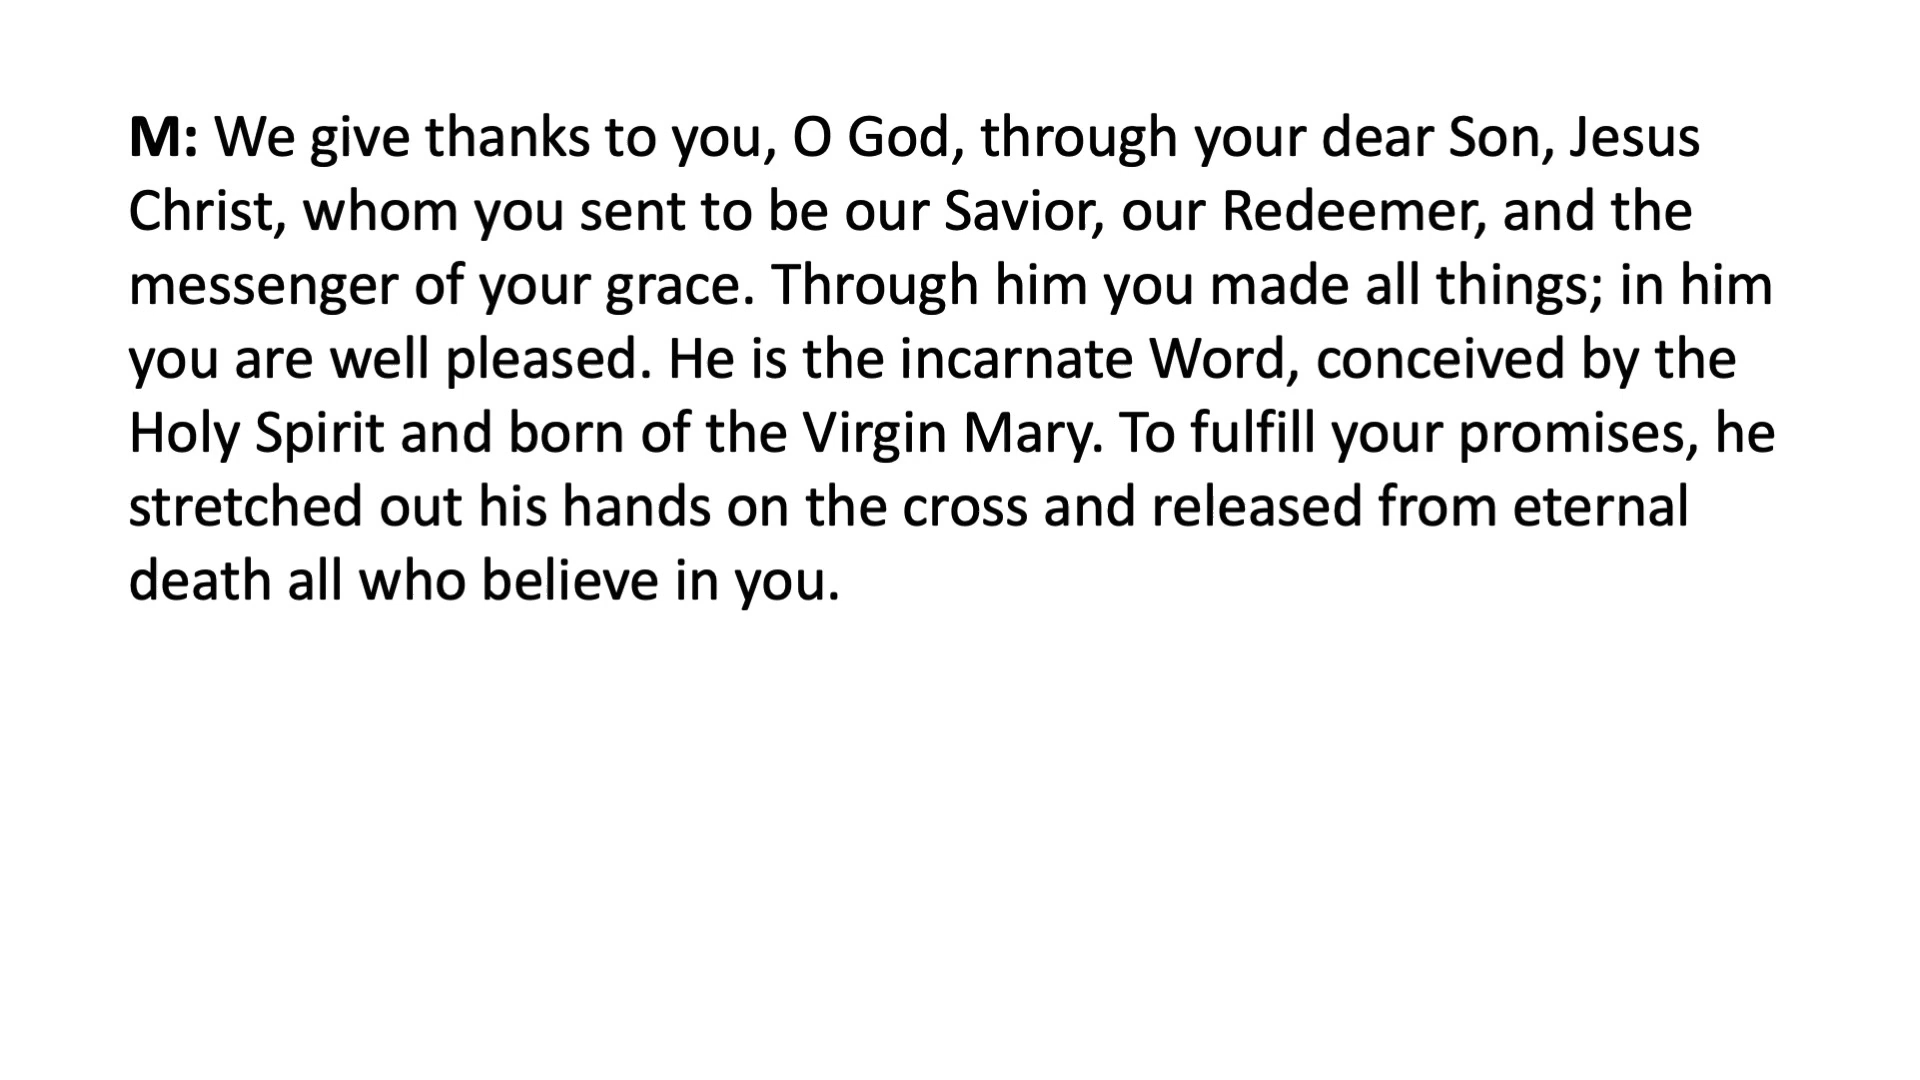 M: We give thanks to you, O God, through your dear Son, Jesus
Christ, whom you sent to be our Savior, our Redeemer, and the
messenger of your grace. Through him you made all things; in him
you are well pleased. He is the incarnate Word, conceived by the
Holy Spirit and born of the Virgin Mary. To fulfill your promises, he
stretched out his hands on the cross and released from eternal
death all who believe in you.